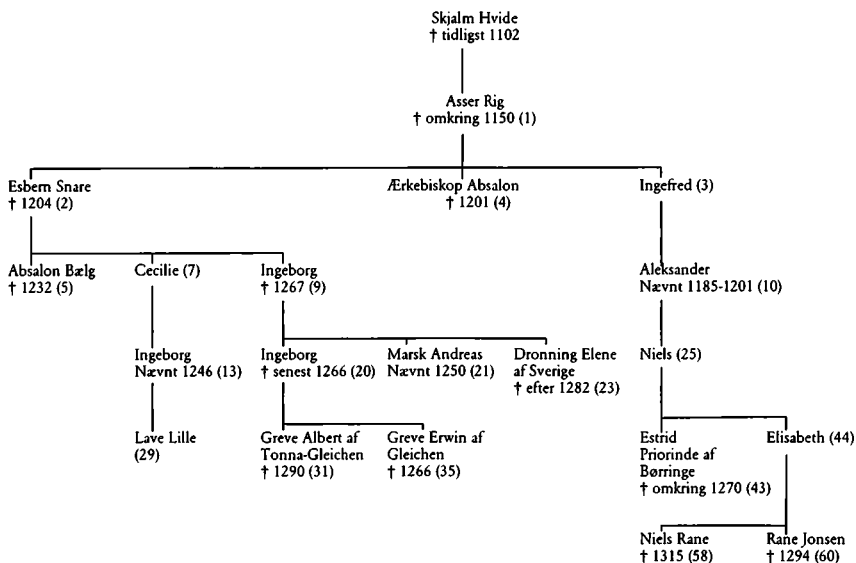 Skjalm Hvide
† tidligst 1102
Asser Rig
† omkring 1150 (1)
Esbern Snare
† 1204 (2)
Ærkebiskop Absalon
† 1201 (4)
Ingefred (3)
Absalon Bælg
† 1232 (5)
Cecilie (7)
Ingeborg
† 1267 (9)
Aleksander
Nævnt 1185-1201 (10)
Ingeborg
Nævnt 1246 (13)
Ingeborg
† senest 1266 (20)
Marsk Andreas
Nævnt 1250 (21)
Dronning Elene
af Sverige
† efter 1282 (23)
Niels (25)
Lave Lille
(29)
Greve Albert af
Tonna-Gleichen
† 1290 (31)
Greve Erwin af
Gleichen
† 1266 (35)
Estrid
Priorinde af
Børringe
† omkring 1270 (43)
Elisabeth (44)
Niels Rane
† 1315 (58)
Rane Jonsen
† 1294 (60)